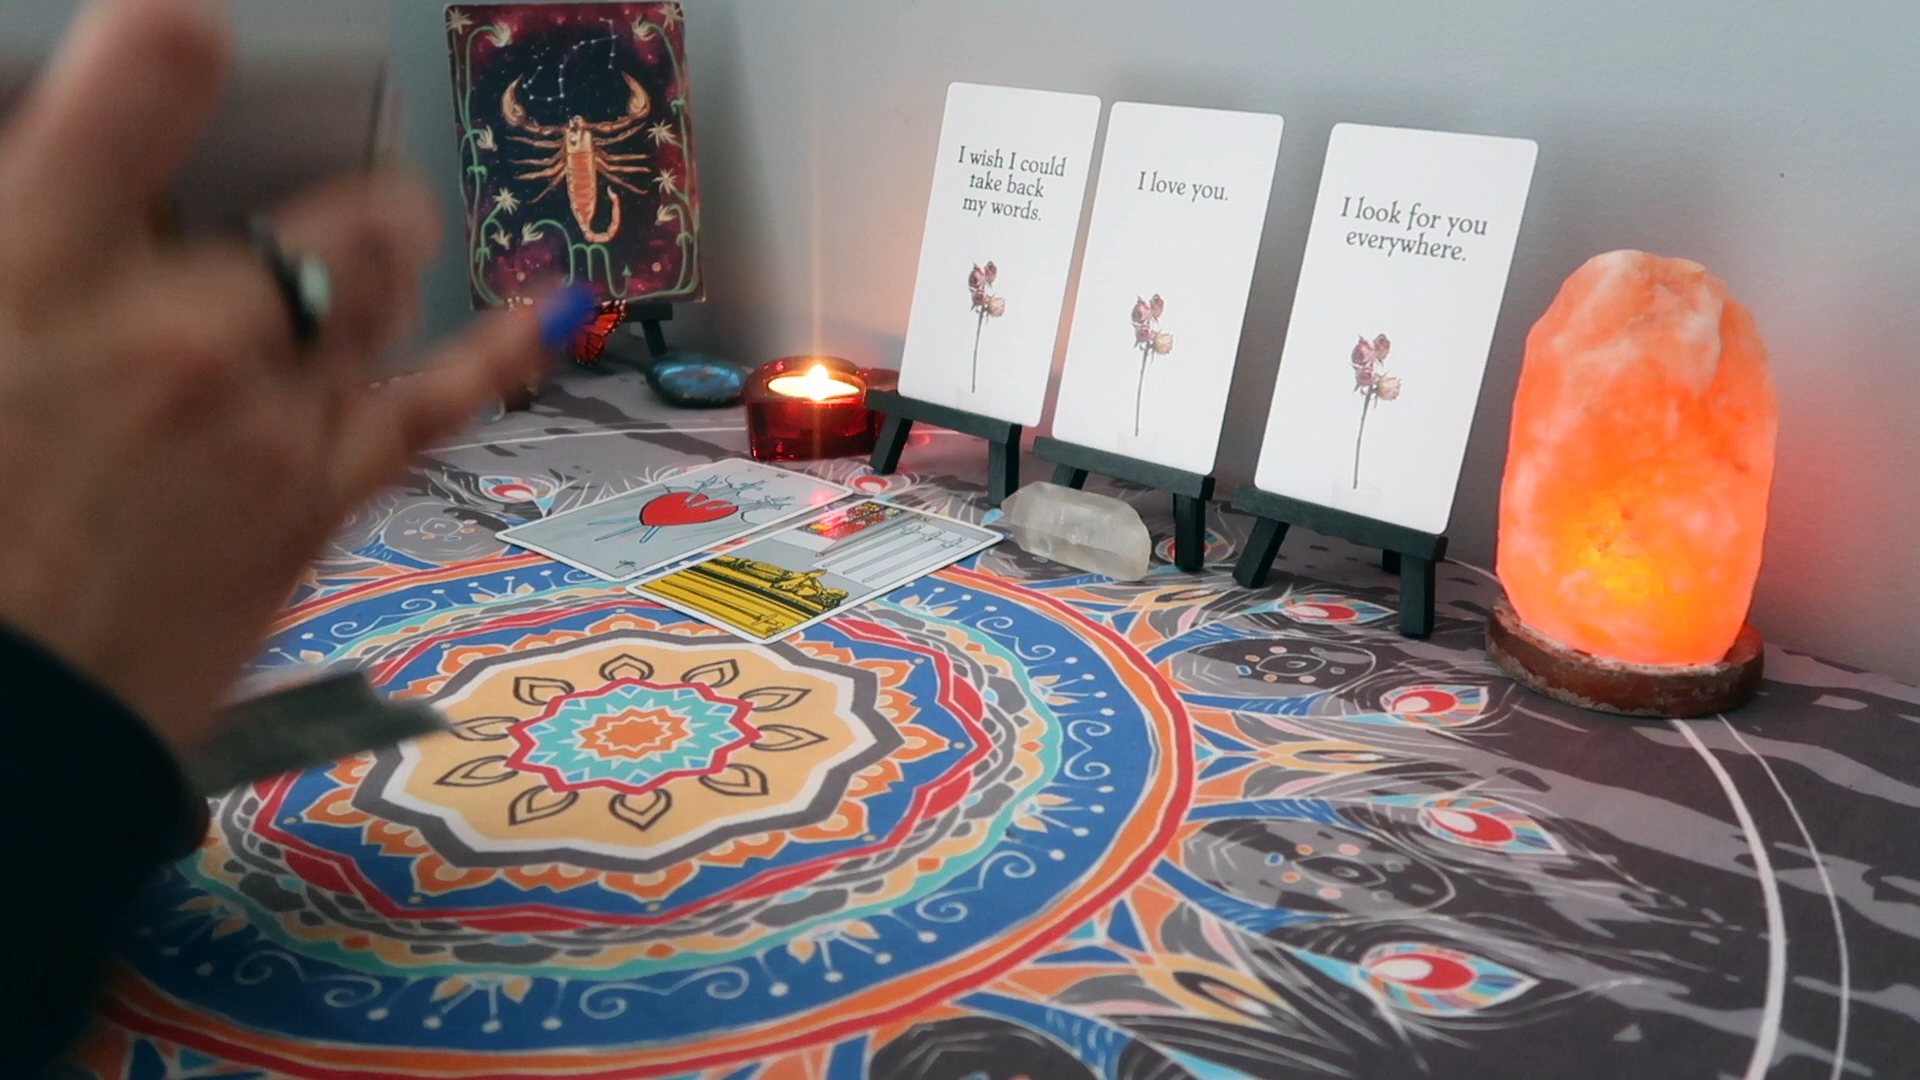 I wish I could
take back
my words.
I love you.
I look for you
everywhere.